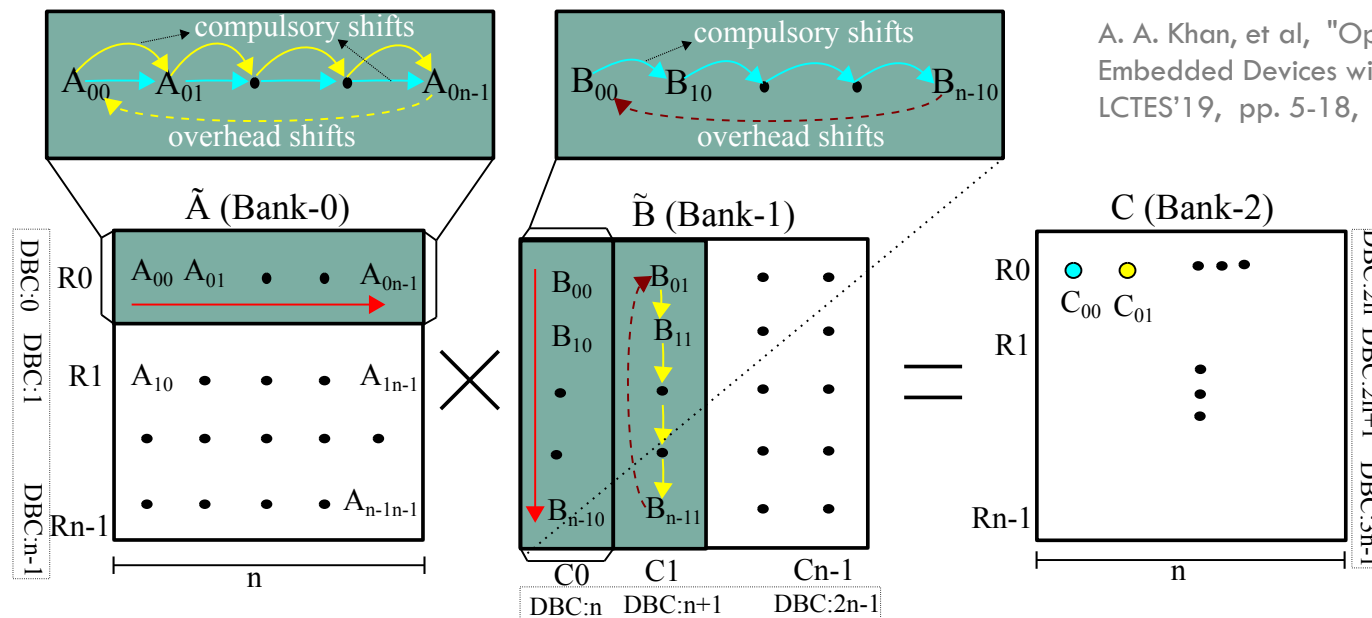 compulsory shifts
A₀₀ A₀₁ A₀ₙ₋₁
overhead shifts
compulsory shifts
B₀₀ B₁₀ Bₙ₋₁₀
overhead shifts
A. A. Khan, et al, "Op
Embedded Devices wi
LCTES'19, pp. 5-18,
Ã (Bank-0)
DBC:0 DBC:1 DBC:n-1
R0 A₀₀ A₀₁ A₀ₙ₋₁
R1 A₁₀ A₁ₙ₋₁
Rn-1 Aₙ₋₁ₙ₋₁
n
B̃ (Bank-1)
B₀₀ B₀₁
B₁₀ B₁₁
Bₙ₋₁₀ Bₙ₋₁₁
C0 C1 Cn-1
DBC:n DBC:n+1 DBC:2n-1
C (Bank-2)
R0
C₀₀ C₀₁
R1
Rn-1
n
DBC:2n DBC:2n+1 DBC:3n-1